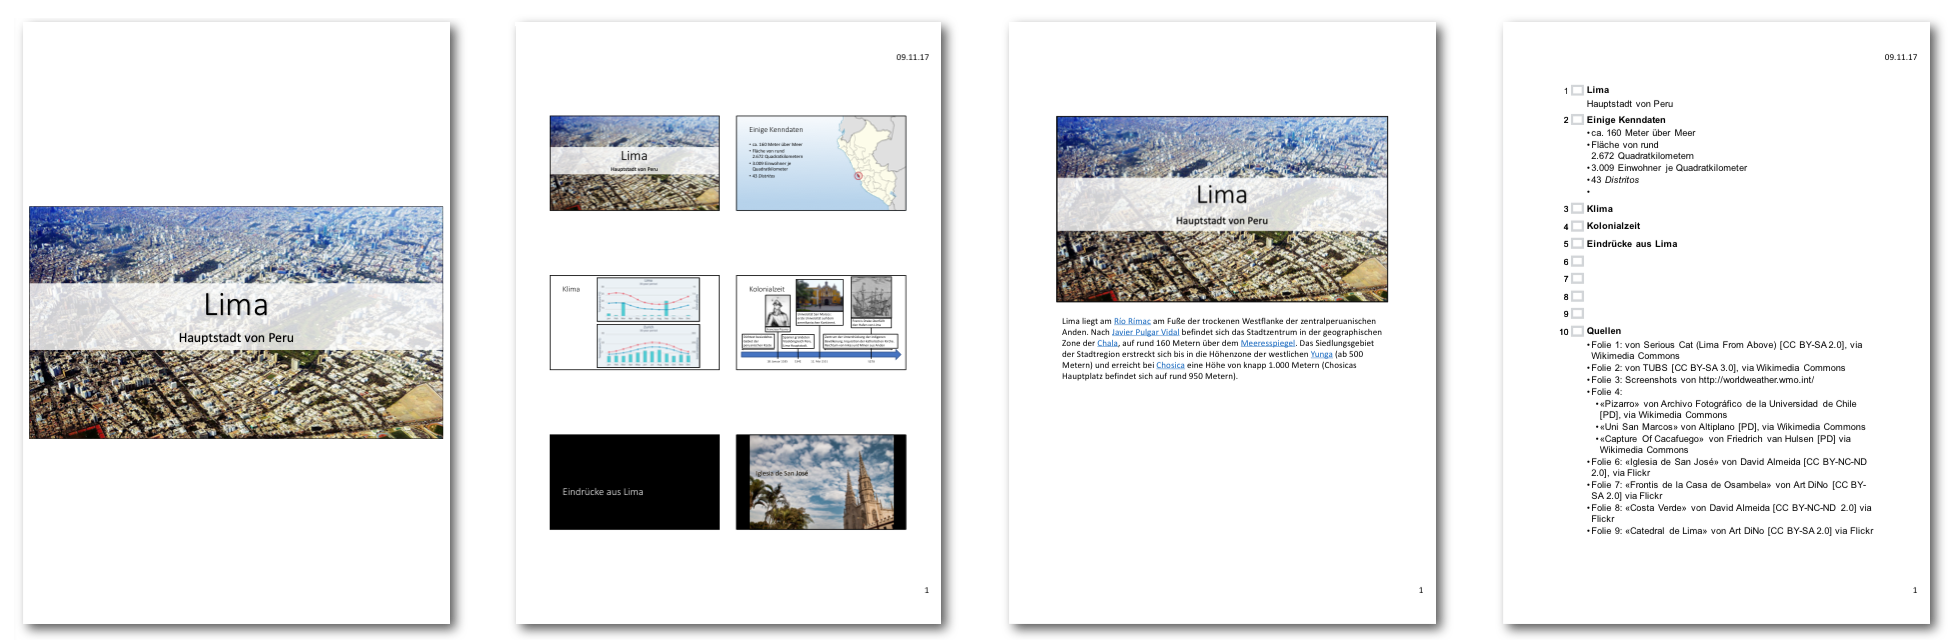 Lima
Hauptstadt von Peru
09.11.17
Lima
Hauptstadt von Peru
Einige Kenndaten
• ca. 160 Meter über Meer
• Fläche von rund
2.672 Quadratkilometern
• 3.009 Einwohner je
Quadratkilometer
• 43 Distritos
Klima
Kolonialzeit
Eindrücke aus Lima
Iglesia de San José
1
Lima
Hauptstadt von Peru
Lima liegt am Río Rímac am Fuße der trockenen Westflanke der zentralperuanischen
Anden. Nach Javier Pulgar Vidal befindet sich das Stadtzentrum in der geographischen
Zone der Chala, auf rund 160 Metern über dem Meeresspiegel. Das Siedlungsgebiet
der Stadtregion erstreckt sich bis in die Höhenzone der westlichen Yunga (ab 500
Metern) und erreicht bei Chosica eine Höhe von knapp 1.000 Metern (Chosicas
Hauptplatz befindet sich auf rund 950 Metern).
1
09.11.17
1 Lima
Hauptstadt von Peru
2 Einige Kenndaten
•ca. 160 Meter über Meer
•Fläche von rund
2.672 Quadratkilometern
•3.009 Einwohner je Quadratkilometer
•43 Distritos
•
3 Klima
4 Kolonialzeit
5 Eindrücke aus Lima
6
7
8
9
10 Quellen
•Folie 1: von Serious Cat (Lima From Above) [CC BY-SA 2.0], via
Wikimedia Commons
•Folie 2: von TUBS [CC BY-SA 3.0], via Wikimedia Commons
•Folie 3: Screenshots von http://worldweather.wmo.int/
•Folie 4:
•«Pizarro» von Archivo Fotográfico de la Universidad de Chile
[PD], via Wikimedia Commons
•«Uni San Marcos» von Altiplano [PD], via Wikimedia Commons
•«Capture Of Cacafuego» von Friedrich van Hulsen [PD] via
Wikimedia Commons
•Folie 6: «Iglesia de San José» von David Almeida [CC BY-NC-ND
2.0], via Flickr
•Folie 7: «Frontis de la Casa de Osambela» von Art DiNo [CC BY-
SA 2.0] via Flickr
•Folie 8: «Costa Verde» von David Almeida [CC BY-NC-ND 2.0] via
Flickr
•Folie 9: «Catedral de Lima» von Art DiNo [CC BY-SA 2.0] via Flickr
1